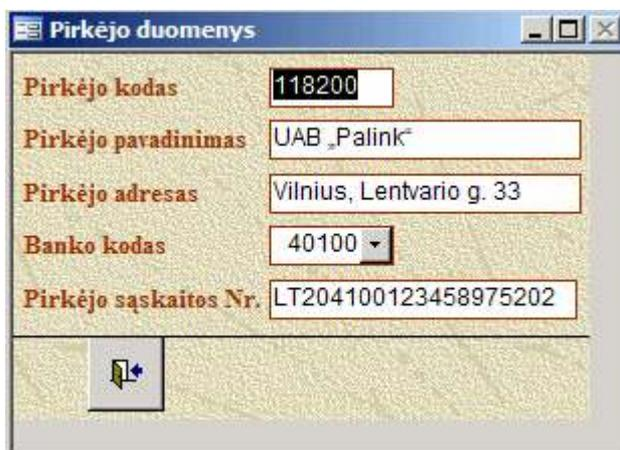 Pirkėjo duomenys
Pirkėjo kodas 118200
Pirkėjo pavadinimas UAB „Palink“
Pirkėjo adresas Vilnius, Lentvario g. 33
Banko kodas 40100
Pirkėjo sąskaitos Nr. LT204100123458975202